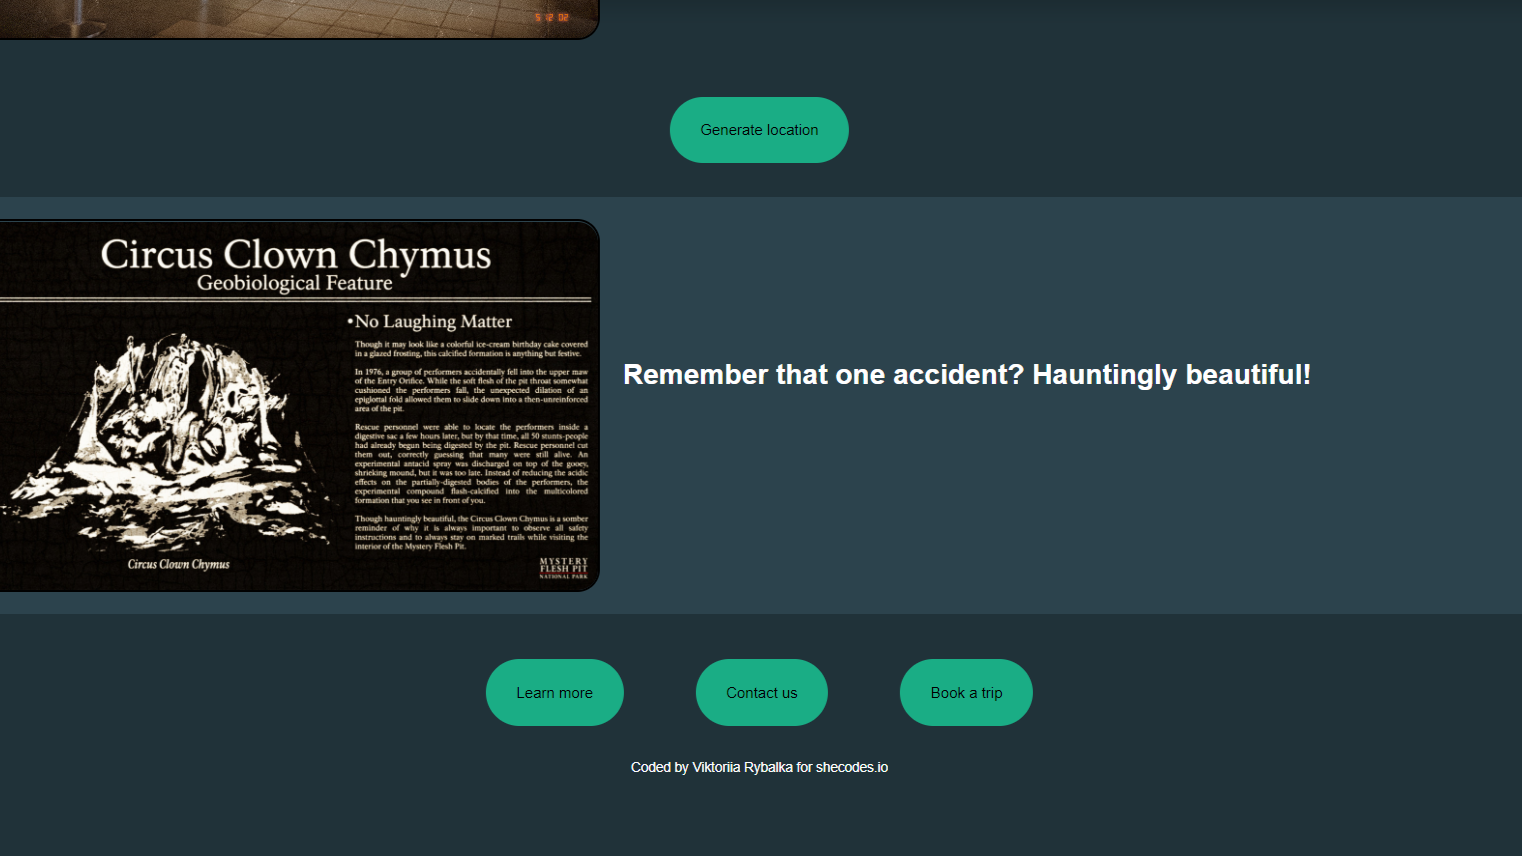 5 12 02
Generate location
Circus Clown Chymus
Geobiological Feature
•No Laughing Matter
Though it may look like a colorful ice-cream birthday cake covered
in a glazed frosting, this calcified formation is anything but festive.
In 1976, a group of performers accidentally fell into the upper maw
of the Entry Orifice. While the soft flesh of the pit throat somewhat
cushioned the performers fall, the unexpected dilation of an
epiglottal fold allowed them to slide down into a then-unreinforced
area of the pit.
Rescue personnel were able to locate the performers inside a
digestive sac a few hours later, but by that time, all 50 stunts-people
had already begun being digested by the pit. Rescue personnel cut
them out, correctly guessing that many were still alive. An
experimental antacid spray was discharged on top of the gooey,
shrieking mound, but it was too late. Instead of reducing the acidic
effects on the partially-digested bodies of the performers, the
experimental compound flash-calcified into the multicolored
formation that you see in front of you.
Though hauntingly beautiful, the Circus Clown Chymus is a somber
reminder of why it is always important to observe all safety
instructions and to always stay on marked trails while visiting the
interior of the Mystery Flesh Pit.
Circus Clown Chymus
MYSTERY
FLESH PIT
NATIONAL PARK
Remember that one accident? Hauntingly beautiful!
Learn more
Contact us
Book a trip
Coded by Viktoriia Rybalka for shecodes.io